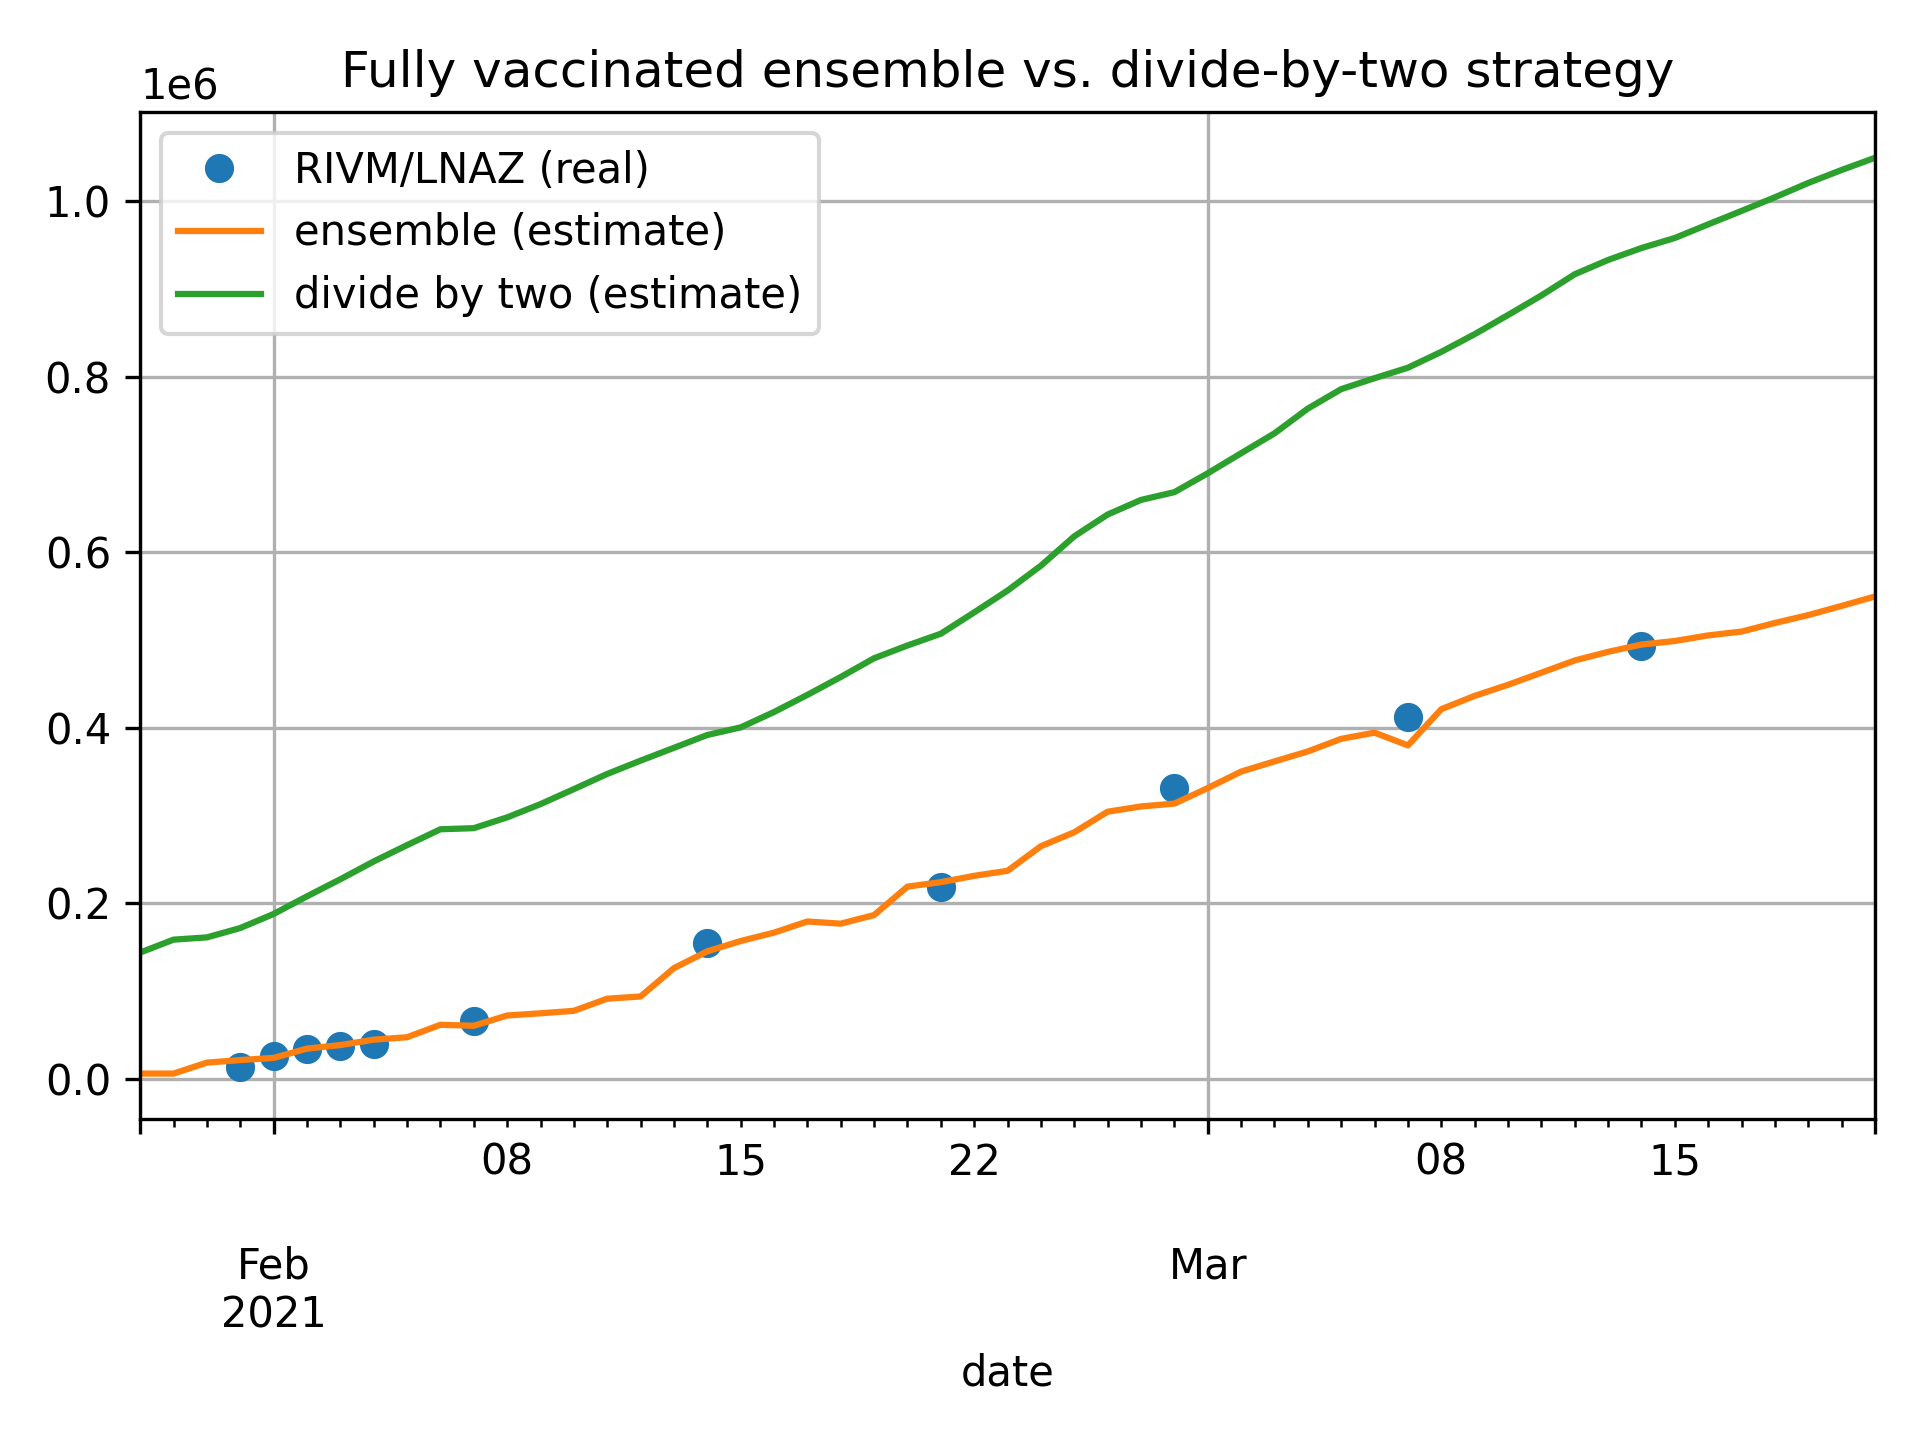 Fully vaccinated ensemble vs. divide-by-two strategy
1e6
RIVM/LNAZ (real)
ensemble (estimate)
divide by two (estimate)
1.0
0.8
0.6
0.4
0.2
0.0
08 15 22 08 15
Feb Mar
2021
date